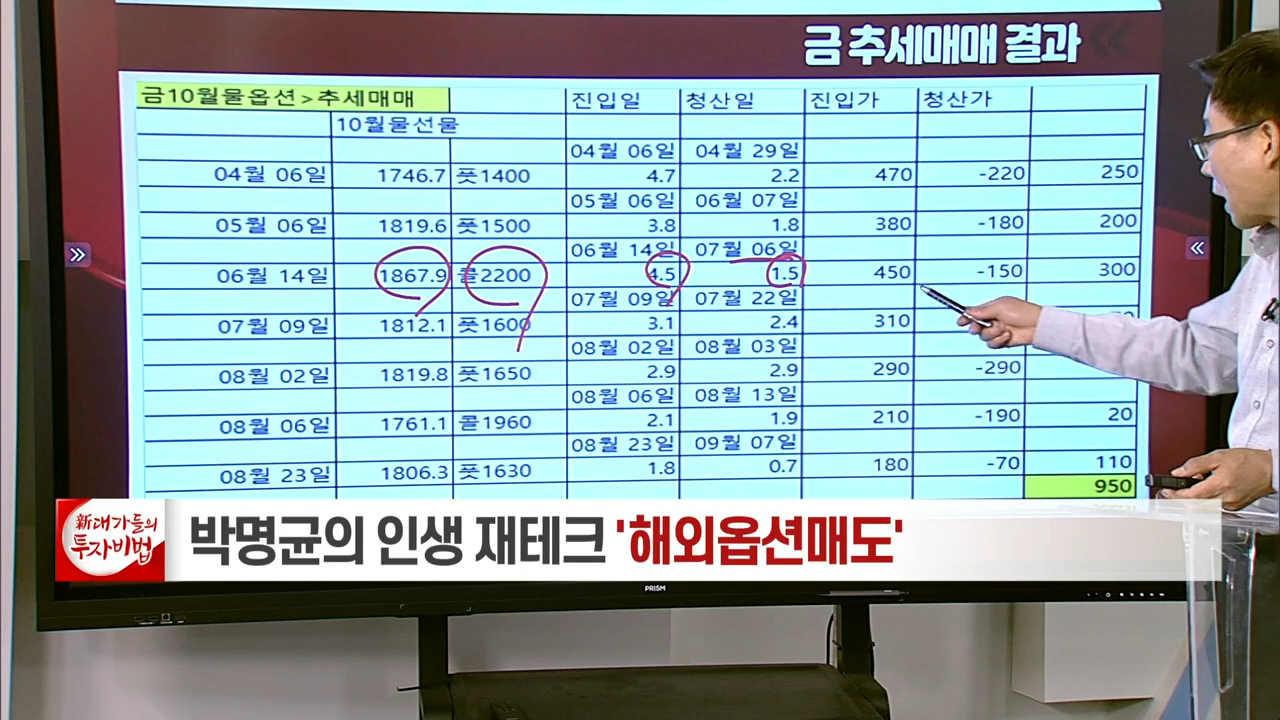 금 추세매매 결과
금10월물옵션>추세매매 진입일 청산일 진입가 청산가
10월물선물
04월 06일 04월 29일
04월 06일 1746.7 풋1400 4.7 2.2 470 -220 250
05월 06일 06월 07일
05월 06일 1819.6 풋1500 3.8 1.8 380 -180 200
06월 14일 07월 06일
06월 14일 1867.9 콜2200 4.5 1.5 450 -150 300
07월 09일 07월 22일
07월 09일 1812.1 풋1600 3.1 2.4 310
08월 02일 08월 03일
08월 02일 1819.8 풋1650 2.9 2.9 290 -290
08월 06일 08월 13일
08월 06일 1761.1 콜1960 2.1 1.9 210 -190 20
08월 23일 09월 07일
08월 23일 1806.3 풋1630 1.8 0.7 180 -70 110
950
新대가들의
투자비법
박명균의 인생 재테크 '해외옵션매도'
PRISM